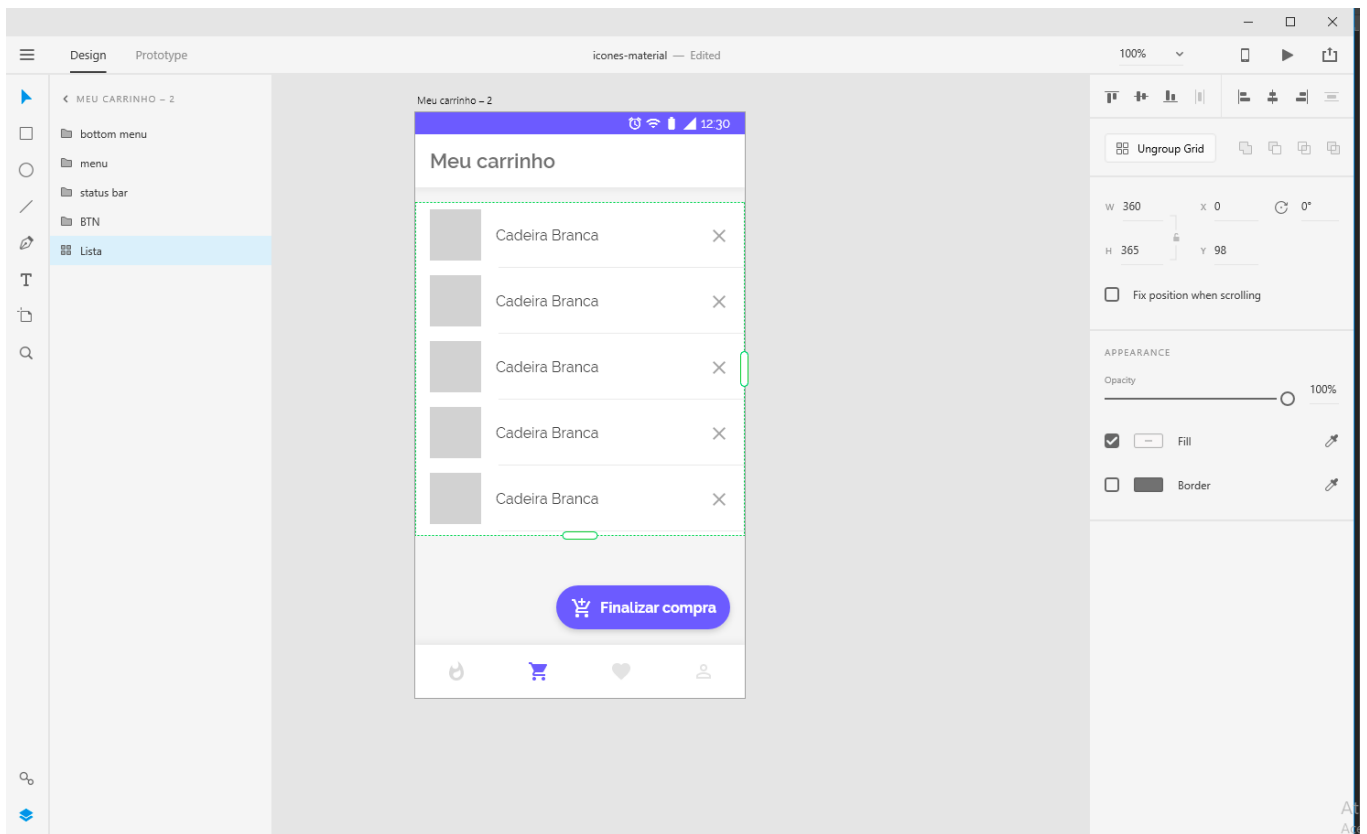 Design Prototype icones-material — Edited 100%
MEU CARRINHO – 2
bottom menu
menu
status bar
BTN
Lista
Meu carrinho – 2
12:30
Meu carrinho
Cadeira Branca
Cadeira Branca
Cadeira Branca
Cadeira Branca
Cadeira Branca
Finalizar compra
Ungroup Grid
W 360 X 0 0°
H 365 Y 98
Fix position when scrolling
APPEARANCE
Opacity
100%
Fill
Border